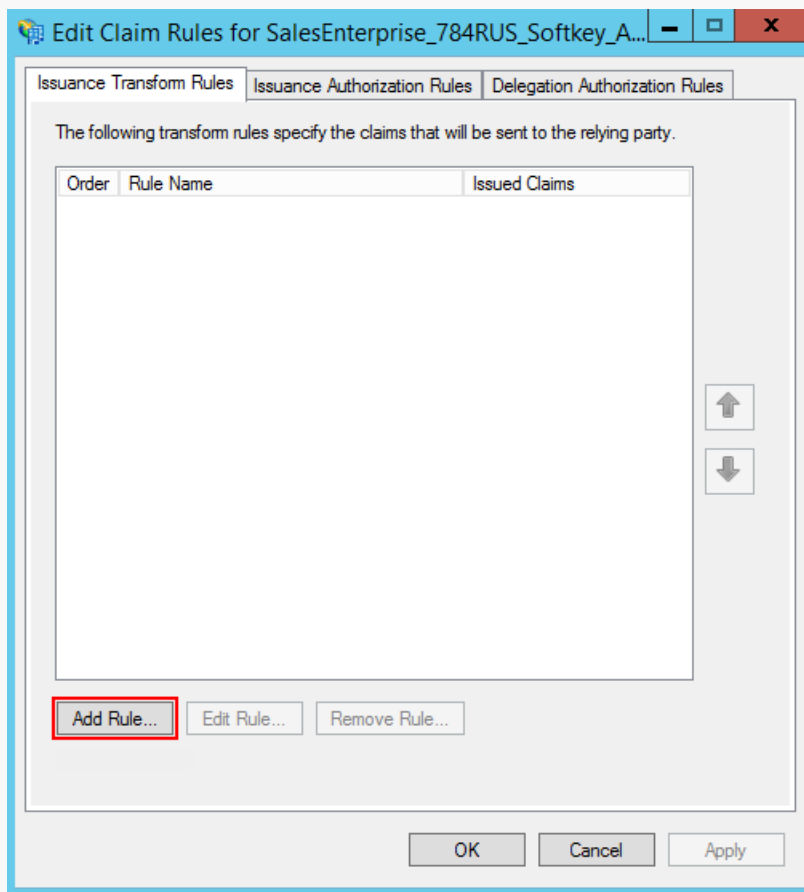 Edit Claim Rules for SalesEnterprise_784RUS_Softkey_A...
Issuance Transform Rules Issuance Authorization Rules Delegation Authorization Rules
The following transform rules specify the claims that will be sent to the relying party.
Order Rule Name Issued Claims
Add Rule... Edit Rule... Remove Rule...
OK Cancel Apply